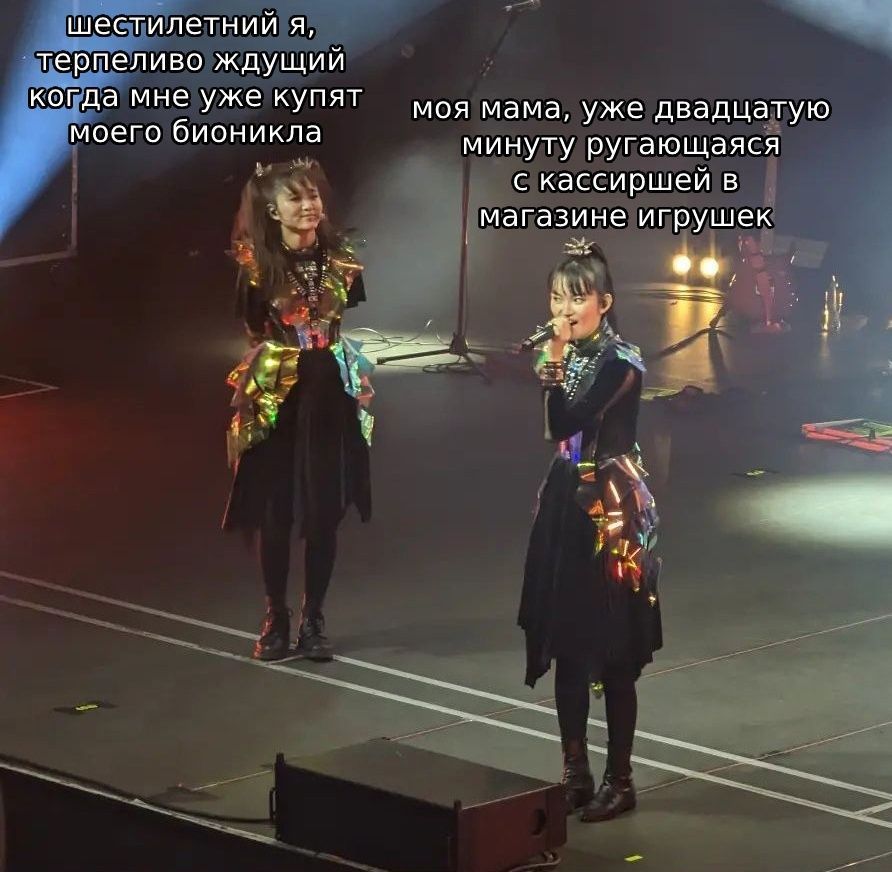 шестилетний я,
терпеливо ждущий
когда мне уже купят
моего бионикла
моя мама, уже двадцатую
минуту ругающаяся
с кассиршей в
магазине игрушек